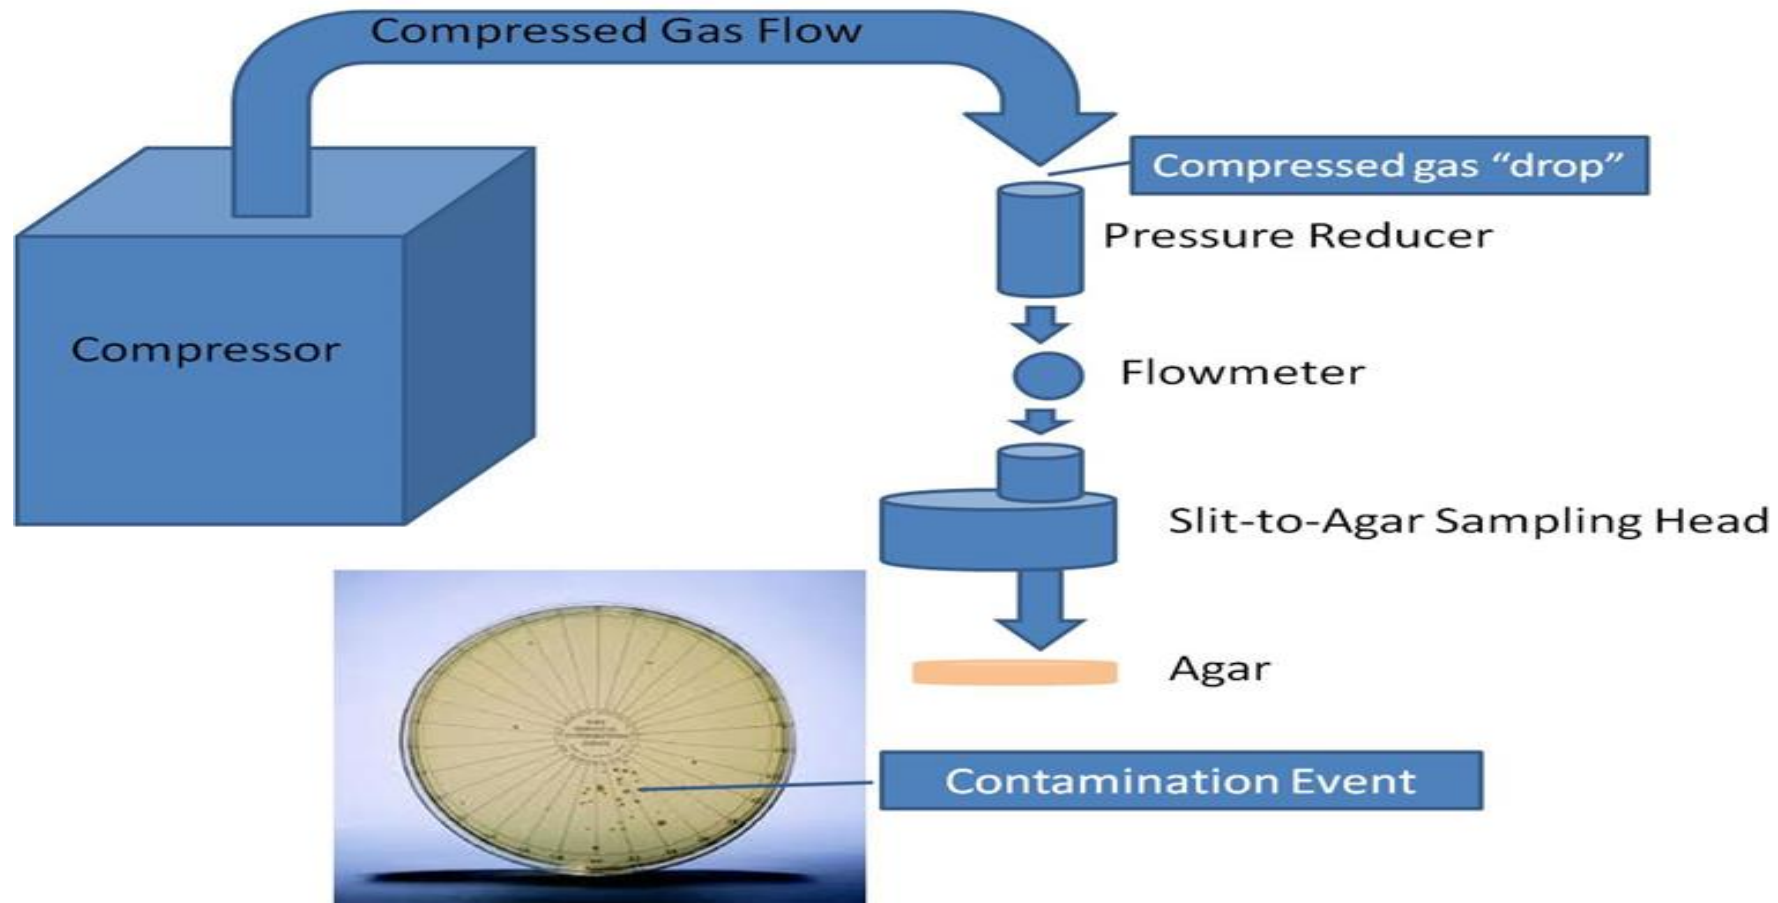 Compressed Gas Flow
Compressed gas “drop”
Pressure Reducer
Compressor
Flowmeter
Slit-to-Agar Sampling Head
Agar
Contamination Event